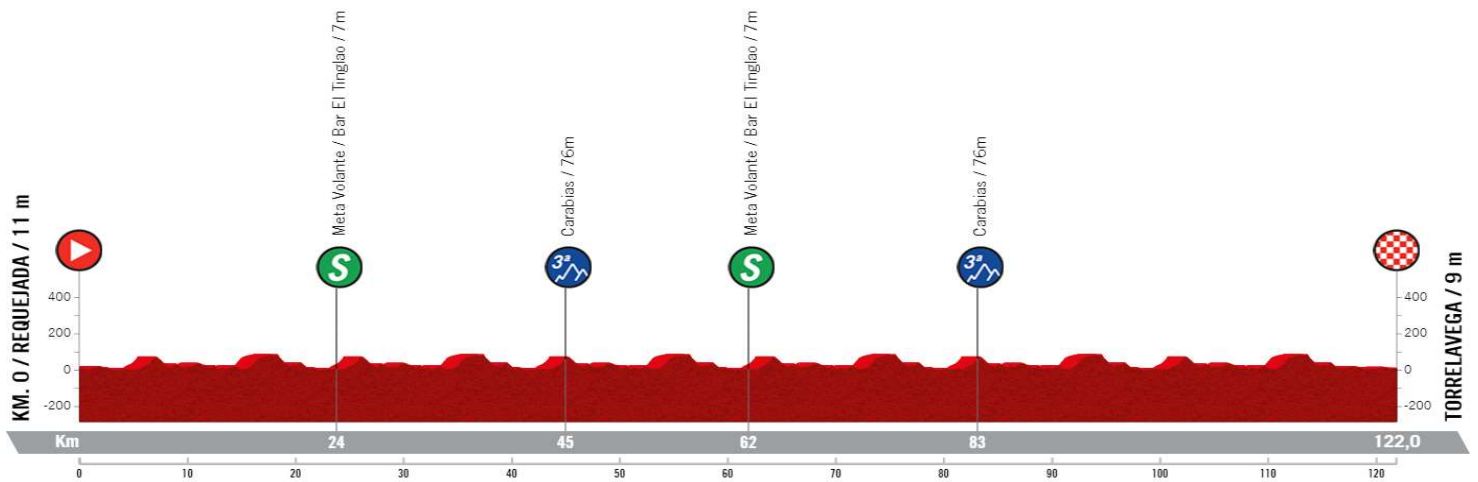 KM. 0 / REQUEJADA / 11 m
Meta Volante / Bar El Tinglao / 7m
Carabias / 76m
Meta Volante / Bar El Tinglao / 7m
Carabias / 76m
TORRELAVEGA / 9 m
S
3ª
S
3ª
400
200
0
-200
400
200
0
-200
Km 24 45 62 83 122,0
0 10 20 30 40 50 60 70 80 90 100 110 120